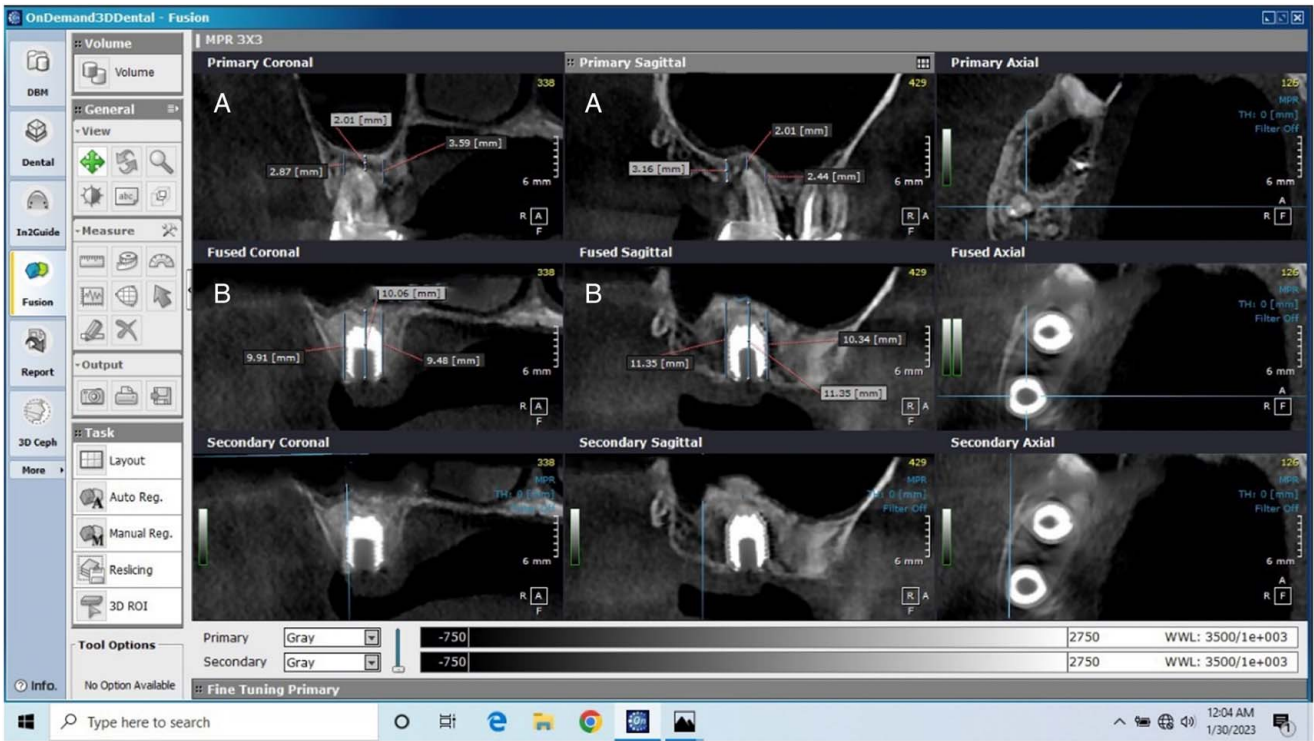 OnDemand3DDental - Fusion
DBM
Dental
In2Guide
Fusion
Report
3D Ceph
More
Info.
Volume
Volume
General
View
abc
Measure
Output
Task
Layout
Auto Reg.
Manual Reg.
Reslicing
3D ROI
Tool Options
No Option Available
MPR 3X3
Primary Coronal
338
A
2.01 [mm]
3.59 [mm]
2.87 [mm]
6 mm
R A
F
Primary Sagittal
429
A
2.01 [mm]
3.16 [mm]
2.44 [mm]
6 mm
R A
F
Primary Axial
126
MPR
TH: 0 [mm]
Filter Off
6 mm
A
R F
Fused Coronal
338
B
10.06 [mm]
9.91 [mm]
9.48 [mm]
6 mm
R A
F
Fused Sagittal
429
B
10.34 [mm]
11.35 [mm]
11.35 [mm]
6 mm
R A
F
Fused Axial
126
MPR
TH: 0 [mm]
Filter Off
6 mm
A
R F
Secondary Coronal
338
MPR
TH: 0 [mm]
6 mm
R A
F
Secondary Sagittal
429
MPR
TH: 0 [mm]
Filter Off
6 mm
R A
F
Secondary Axial
126
MPR
TH: 0 [mm]
Filter Off
6 mm
A
R F
Primary Gray -750 2750 WWL: 3500/1e+003
Secondary Gray -750 2750 WWL: 3500/1e+003
Fine Tuning Primary
Type here to search
On
12:04 AM
1/30/2023
1